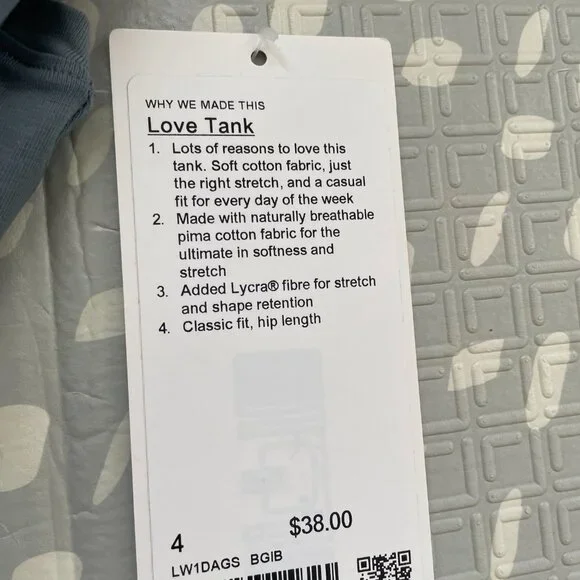 WHY WE MADE THIS
Love Tank
1. Lots of reasons to love this
tank. Soft cotton fabric, just
the right stretch, and a casual
fit for every day of the week
2. Made with naturally breathable
pima cotton fabric for the
ultimate in softness and
stretch
3. Added Lycra® fibre for stretch
and shape retention
4. Classic fit, hip length
4 $38.00
LW1DAGS BGIB